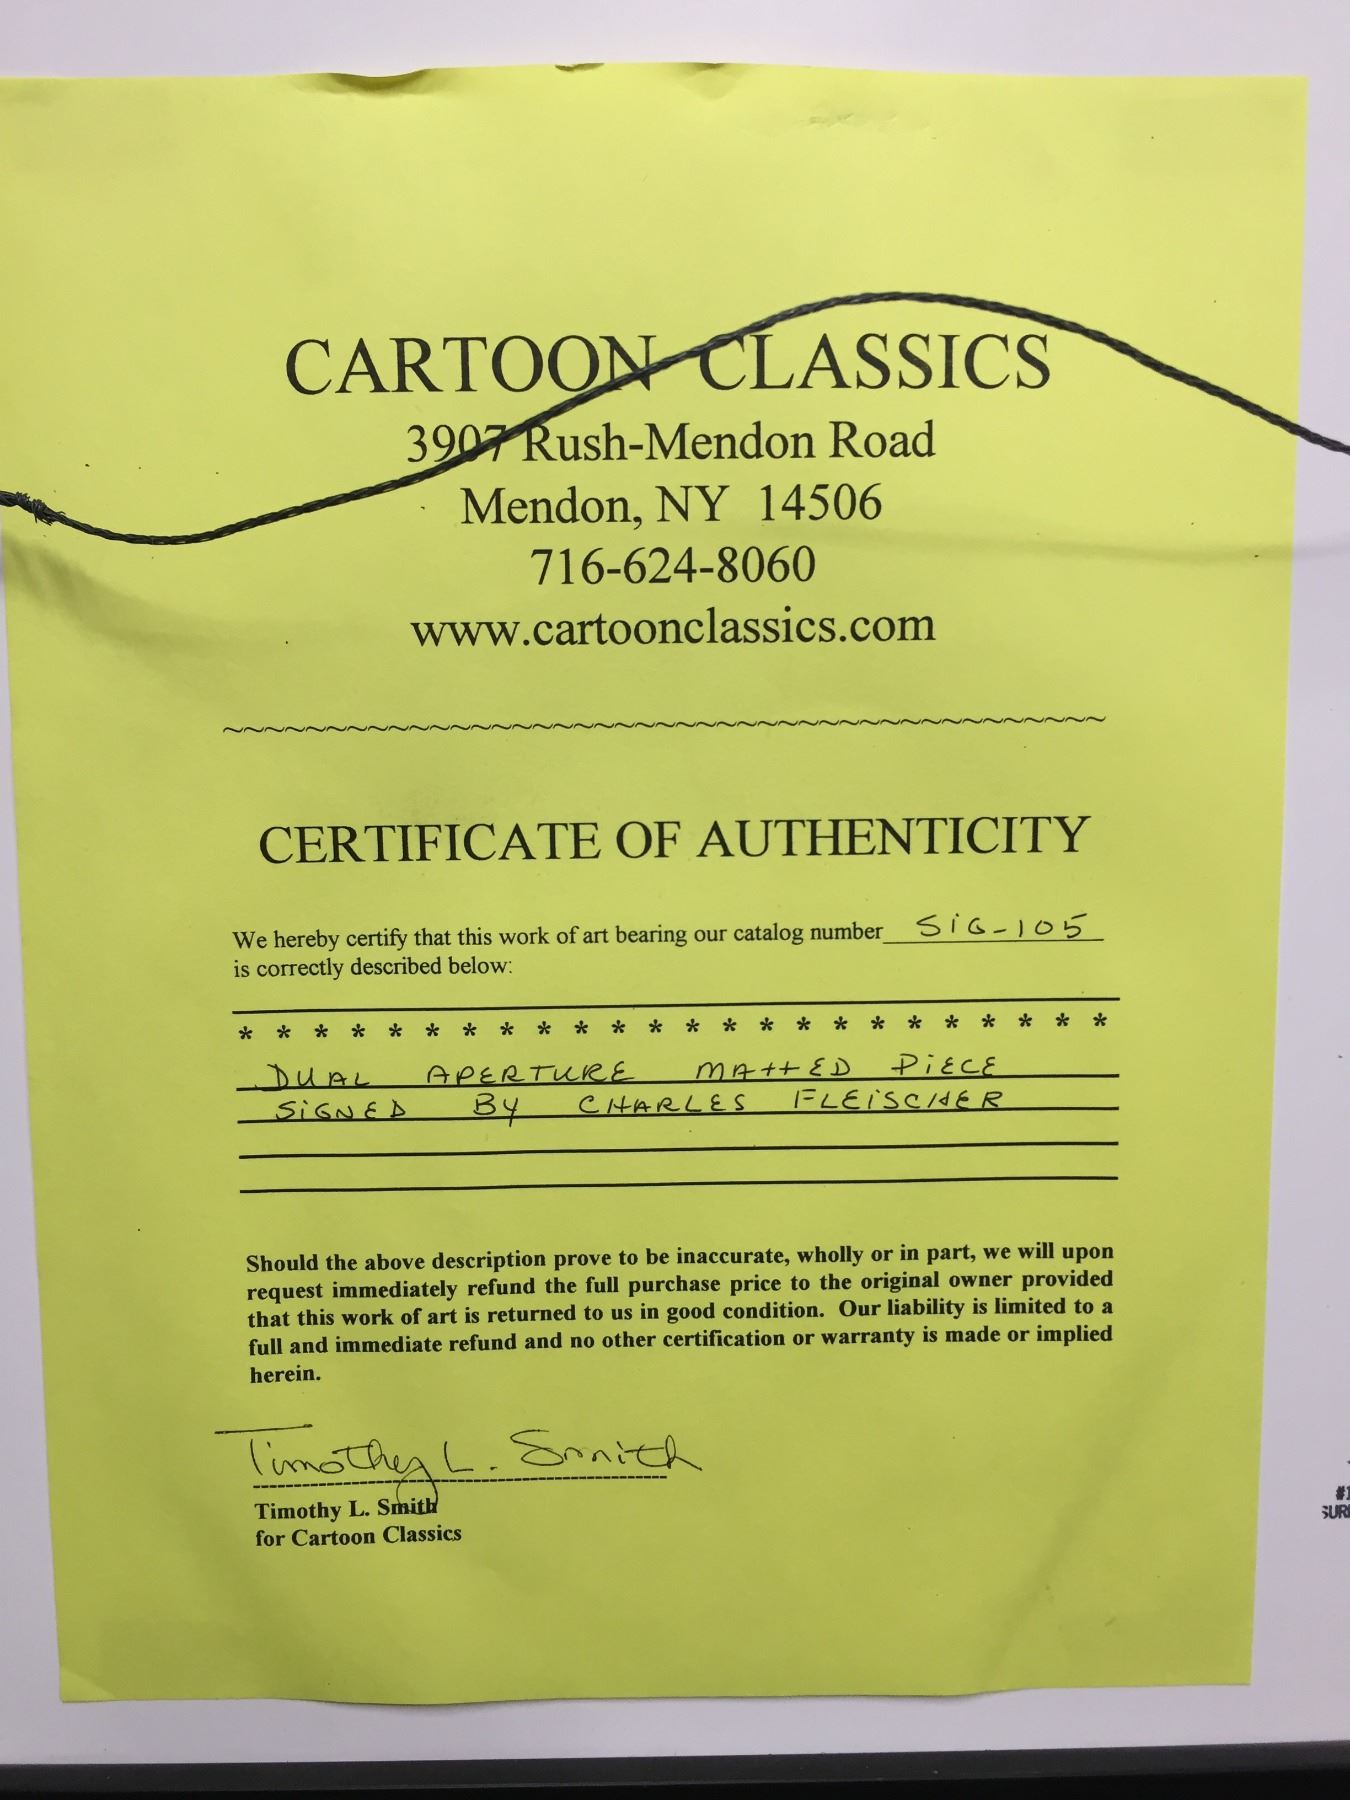 CARTOON CLASSICS
3907 Rush-Mendon Road
Mendon, NY 14506
716-624-8060
www.cartoonclassics.com
~~~~~~~~~~~~~~~~~~~~~~~~~~~~~~~~~~~~~~~~~~~
CERTIFICATE OF AUTHENTICITY
We hereby certify that this work of art bearing our catalog number SiG-105
is correctly described below:
* * * * * * * * * * * * * * * * * * * * * * * *
DUAL APERTURE MAttED PiECE
SiGNED BY CHARLES FLEiSCHER
Should the above description prove to be inaccurate, wholly or in part, we will upon
request immediately refund the full purchase price to the original owner provided
that this work of art is returned to us in good condition. Our liability is limited to a
full and immediate refund and no other certification or warranty is made or implied
herein.
Timothy L. Smith
Timothy L. Smith
for Cartoon Classics